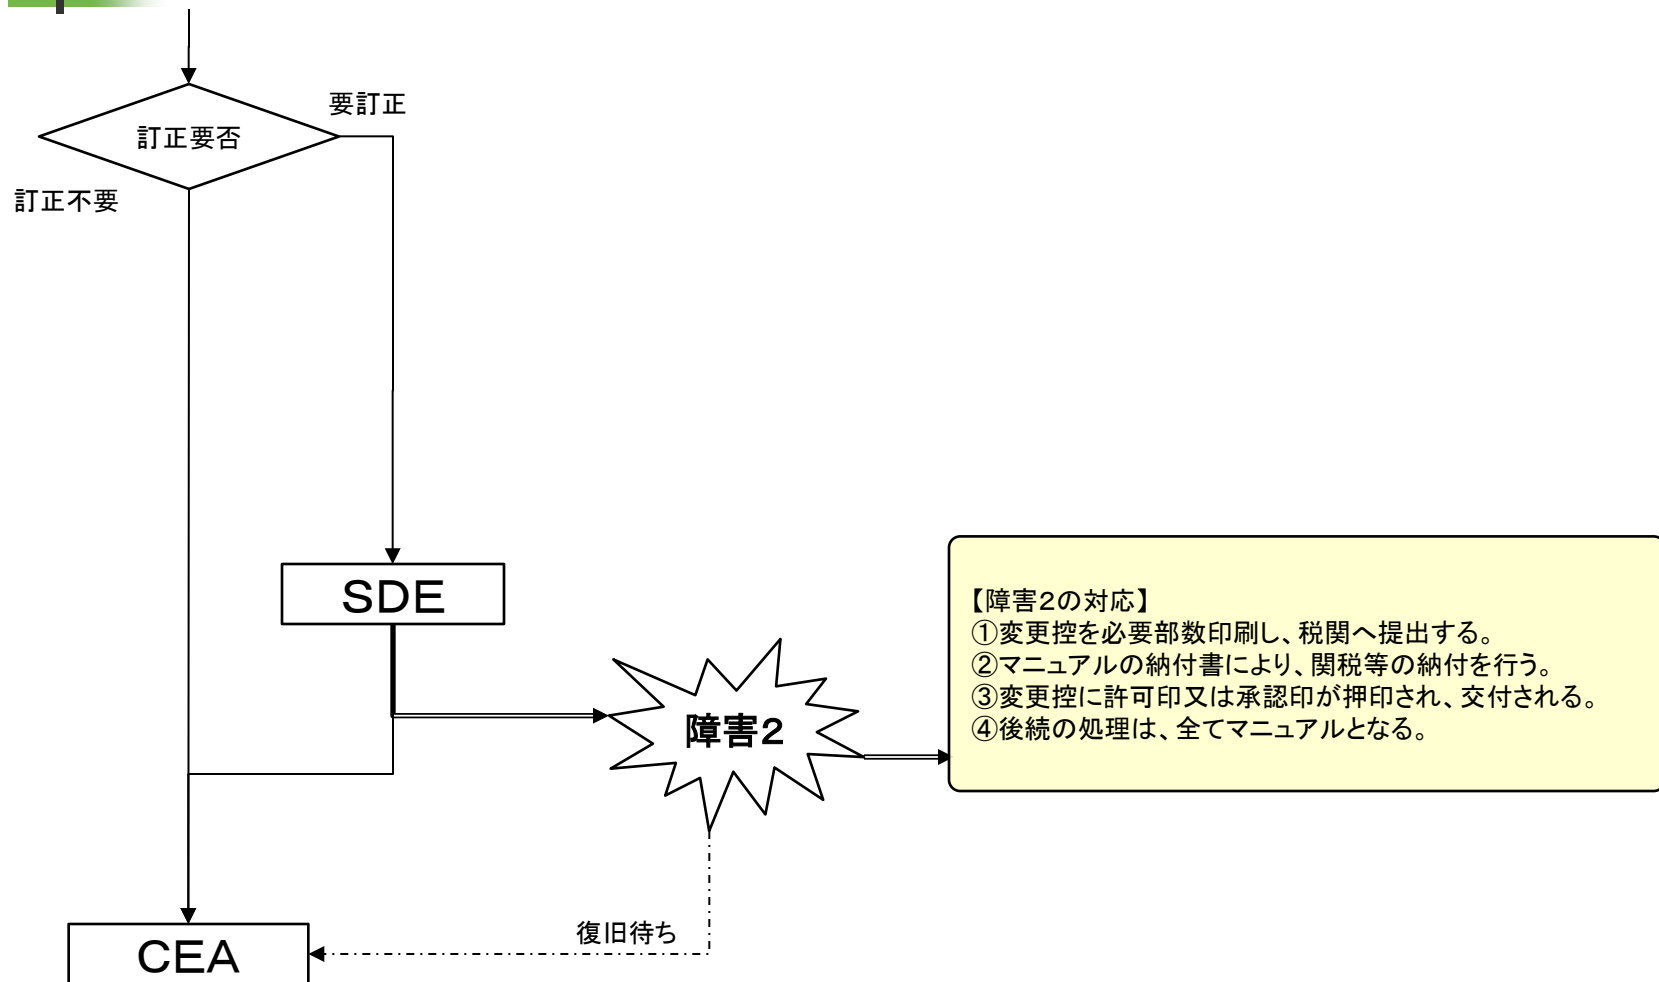 要訂正
訂正要否
訂正不要
SDE
【障害2の対応】
①変更控を必要部数印刷し、税関へ提出する。
②マニュアルの納付書により、関税等の納付を行う。
③変更控に許可印又は承認印が押印され、交付される。
④後続の処理は、全てマニュアルとなる。
障害2
復旧待ち
CEA